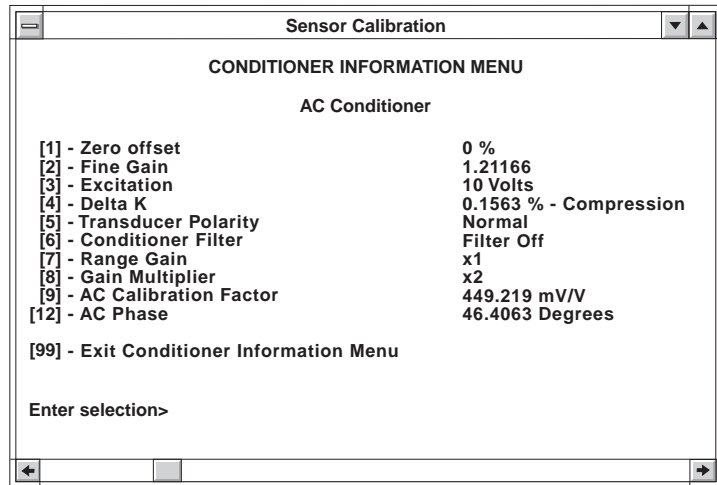 Sensor Calibration
CONDITIONER INFORMATION MENU
AC Conditioner
[1] - Zero offset 0 %
[2] - Fine Gain 1.21166
[3] - Excitation 10 Volts
[4] - Delta K 0.1563 % - Compression
[5] - Transducer Polarity Normal
[6] - Conditioner Filter Filter Off
[7] - Range Gain x1
[8] - Gain Multiplier x2
[9] - AC Calibration Factor 449.219 mV/V
[12] - AC Phase 46.4063 Degrees
[99] - Exit Conditioner Information Menu
Enter selection>